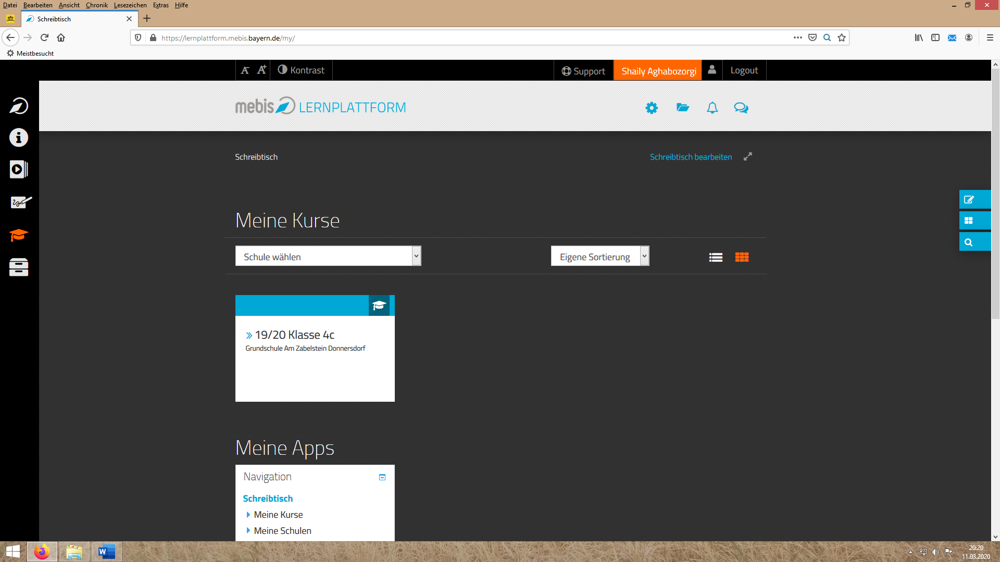 Datei Bearbeiten Ansicht Chronik Lesezeichen Extras Hilfe
Schreibtisch
https://lernplattform.mebis.bayern.de/my/
Meistbesucht
A- A+ Kontrast Support Shaily Aghabozorgi Logout
mebis LERNPLATTFORM
Schreibtisch Schreibtisch bearbeiten
Meine Kurse
Schule wählen Eigene Sortierung
» 19/20 Klasse 4c
Grundschule Am Zabelstein Donnersdorf
Meine Apps
Navigation
Schreibtisch
Meine Kurse
Meine Schulen
20:20
11.03.2020